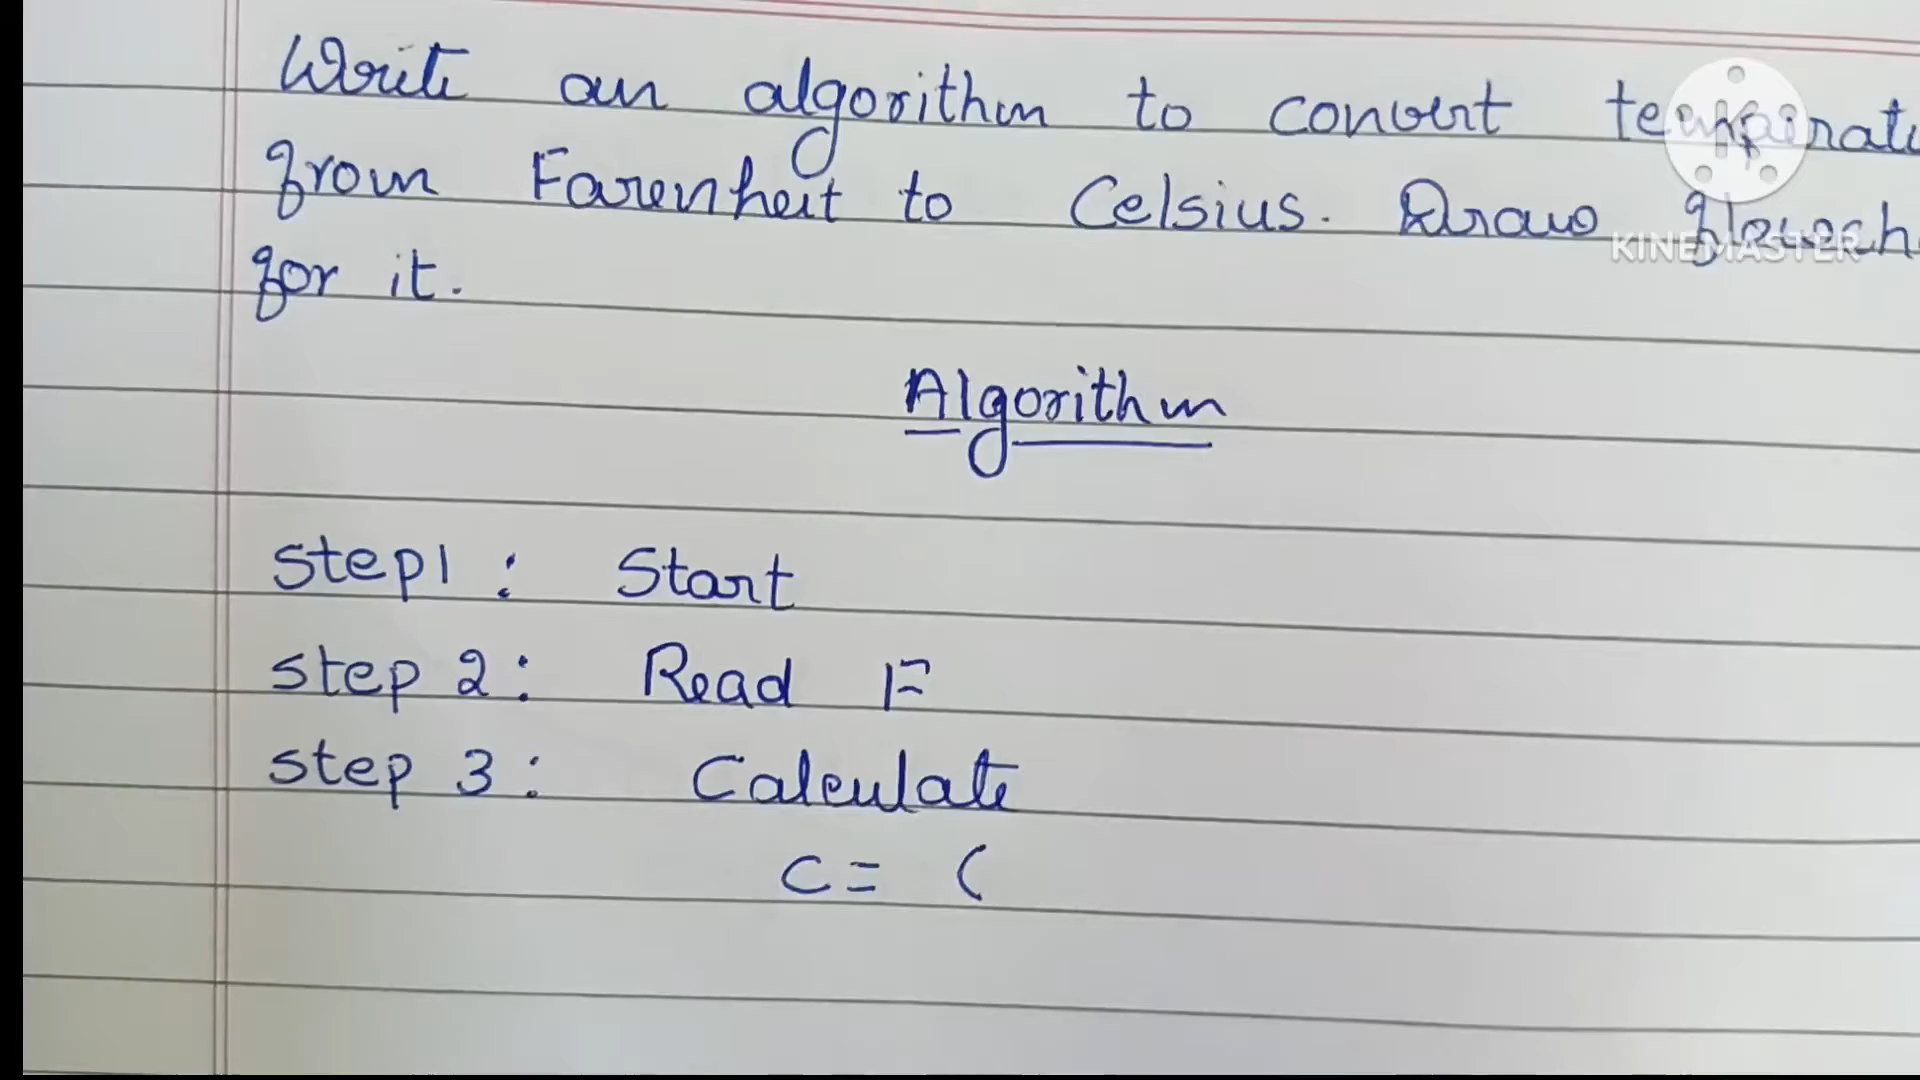 Write an algorithm to convert
from Farenheit to Celsius. Draw
for it.
Algorithm
Step1 : Start
Step 2 : Read F
Step 3 : Calculate
C = (
KINEMASTER